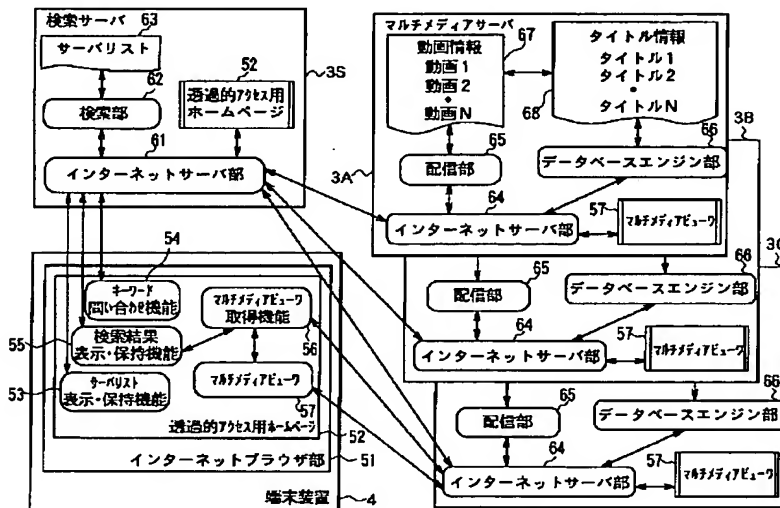 検索サーバ
63
サーバリスト
62
検索部
52
透過的アクセス用
ホームページ
3S
61
インターネットサーバ部
マルチメディアサーバ
67
動画情報
動画1
動画2
動画N
タイトル情報
タイトル1
タイトル2
タイトルN
68
3B
65
配信部
66
データベースエンジン部
3A
64
インターネットサーバ部
57
マルチメディアビューワ
3C
65
配信部
66
データベースエンジン部
64
インターネットサーバ部
57
マルチメディアビューワ
65
配信部
66
データベースエンジン部
64
インターネットサーバ部
57
マルチメディアビューワ
54
キーワード
問い合わせ機能
マルチメディアビューワ
取得機能
56
55
検索結果
表示・保持機能
53
サーバリスト
表示・保持機能
マルチメディアビューワ
57
透過的アクセス用ホームページ
52
インターネットブラウザ部
51
端末装置
4